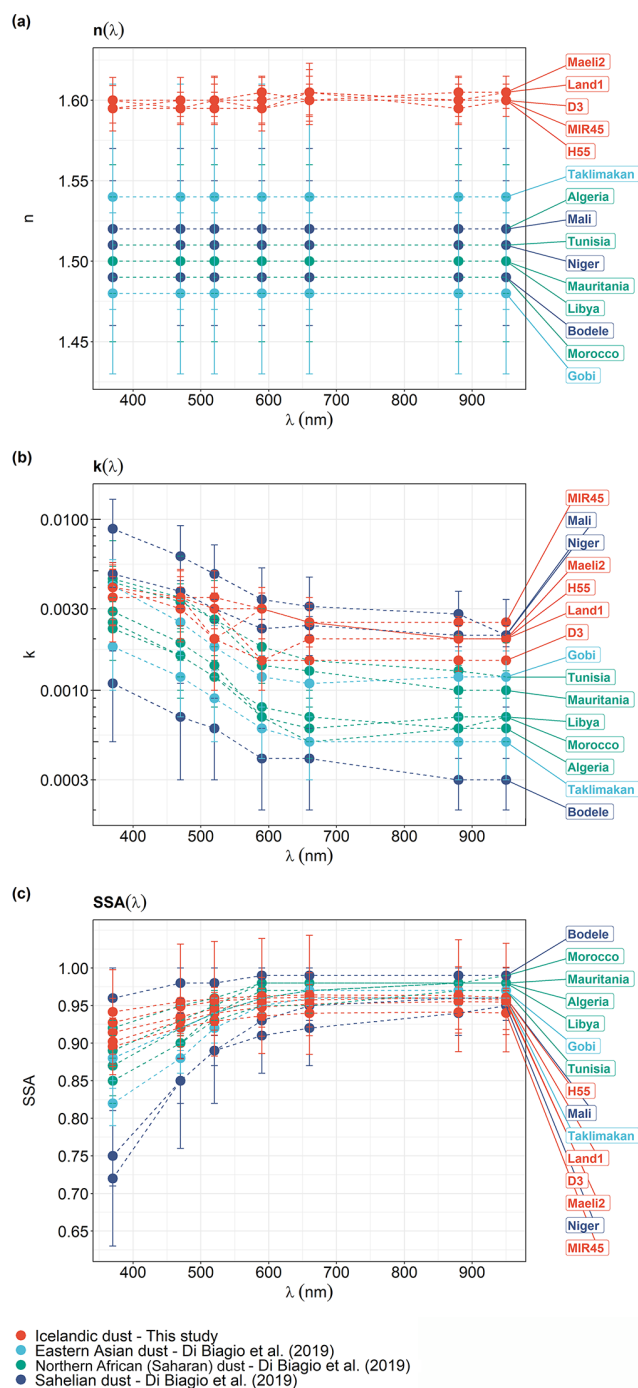 (a)
n(λ)
1.60
1.55
1.50
1.45
n
400
500
600
700
800
900
λ (nm)
Maeli2
Land1
D3
MIR45
H55
Taklimakan
Algeria
Mali
Tunisia
Niger
Mauritania
Libya
Bodele
Morocco
Gobi
(b)
k(λ)
0.0100
0.0030
0.0010
0.0003
k
400
500
600
700
800
900
λ (nm)
MIR45
Mali
Niger
Maeli2
H55
Land1
D3
Gobi
Tunisia
Mauritania
Libya
Morocco
Algeria
Taklimakan
Bodele
(c)
SSA(λ)
1.00
0.95
0.90
0.85
0.80
0.75
0.70
0.65
SSA
400
500
600
700
800
900
λ (nm)
Bodele
Morocco
Mauritania
Algeria
Libya
Gobi
Tunisia
H55
Mali
Taklimakan
Land1
D3
Maeli2
Niger
MIR45
Icelandic dust - This study
Eastern Asian dust - Di Biagio et al. (2019)
Northern African (Saharan) dust - Di Biagio et al. (2019)
Sahelian dust - Di Biagio et al. (2019)